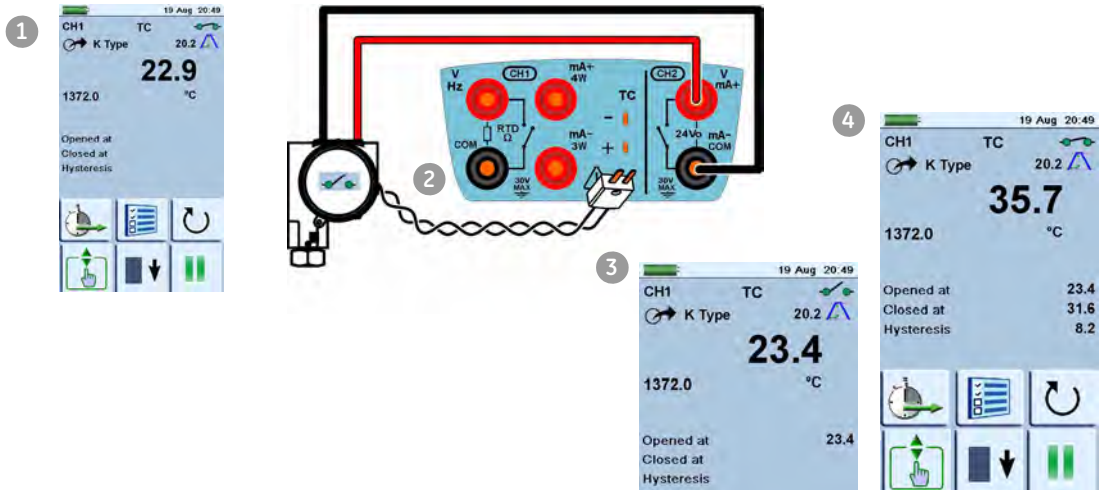 1
19 Aug 20:49
CH1 TC
K Type 20.2
22.9
1372.0 °C
Opened at
Closed at
Hysteresis
2
V Hz
CH1
mA+ 4W
TC
CH2
V mA+
RTD Ω
COM
mA- 3W
-
+
24Vo
mA- COM
30V MAX
30V MAX
3
19 Aug 20:49
CH1 TC
K Type 20.2
23.4
1372.0 °C
Opened at 23.4
Closed at
Hysteresis
4
19 Aug 20:49
CH1 TC
K Type 20.2
35.7
1372.0 °C
Opened at 23.4
Closed at 31.6
Hysteresis 8.2